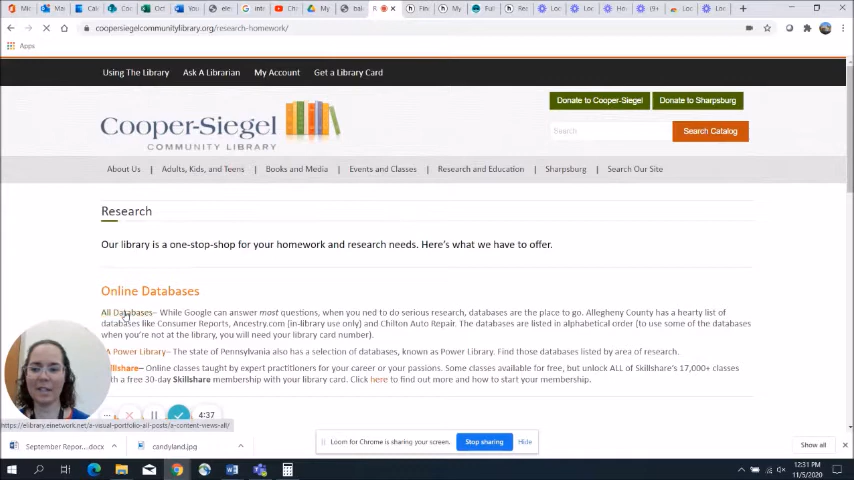 coopersiegelcommunitylibrary.org/research-homework/
Apps
Using The Library Ask A Librarian My Account Get a Library Card
Donate to Cooper-Siegel Donate to Sharpsburg
Cooper-Siegel
COMMUNITY LIBRARY
Search Search Catalog
About Us | Adults, Kids, and Teens | Books and Media | Events and Classes | Research and Education | Sharpsburg | Search Our Site
Research
Our library is a one-stop-shop for your homework and research needs. Here's what we have to offer.
Online Databases
All Databases– While Google can answer most questions, when you need to do serious research, databases are the place to go. Allegheny County has a hearty list of
databases like Consumer Reports, Ancestry.com (in-library use only) and Chilton Auto Repair. The databases are listed in alphabetical order (to use some of the databases
when you're not at the library, you will need your library card number).
A Power Library– The state of Pennsylvania also has a selection of databases, known as Power Library. Find those databases listed by area of research.
llshare– Online classes taught by expert practitioners for your career or your passions. Some classes available for free, but unlock ALL of Skillshare's 17,000+ classes
th a free 30-day Skillshare membership with your library card. Click here to find out more and how to start your membership.
4:37
https://elibrary.einetwork.net/a-visual-portfolio-all-posts/a-content-views-all/
Loom for Chrome is sharing your screen. Stop sharing Hide
September Repor....docx candyland.jpg Show all
12:31 PM
11/5/2020